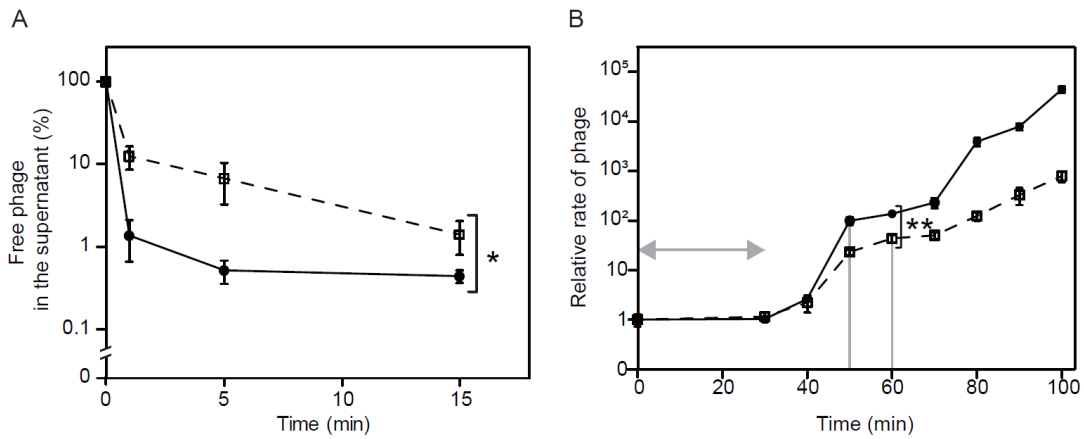 A
Free phage
in the supernatant (%)
100
10
1
0.1
0
*
0 5 10 15
Time (min)
B
Relative rate of phage
10⁵
10⁴
10³
10²
10
1
0
**
0 20 40 60 80 100
Time (min)